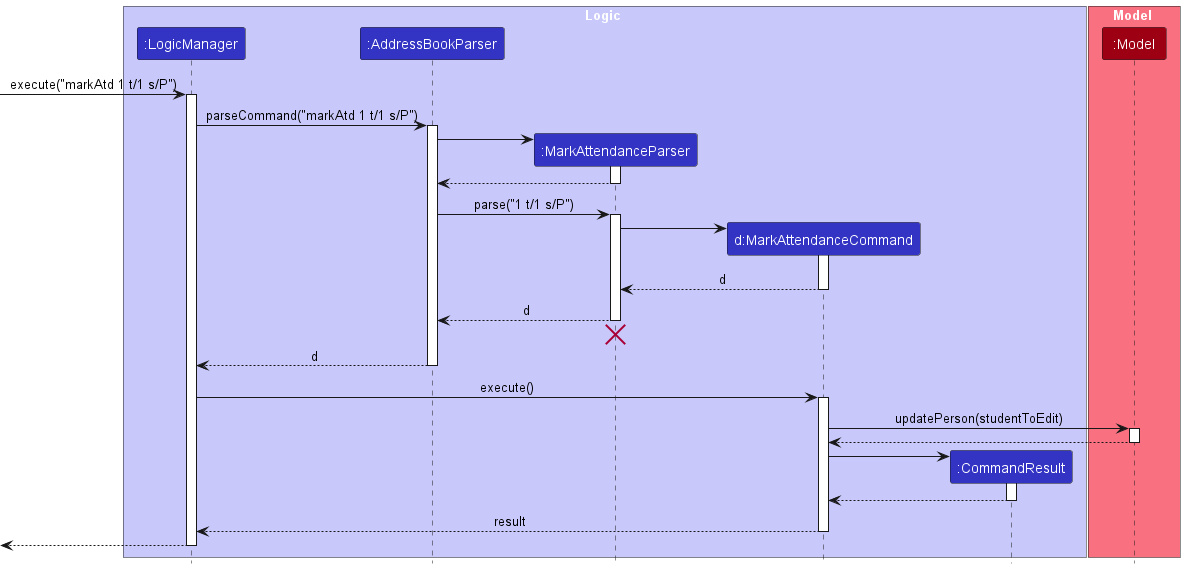 Logic
Model
:LogicManager
:AddressBookParser
:Model
execute("markAtd 1 t/1 s/P")
parseCommand("markAtd 1 t/1 s/P")
:MarkAttendanceParser
parse("1 t/1 s/P")
d:MarkAttendanceCommand
d
d
d
execute()
updatePerson(studentToEdit)
:CommandResult
result